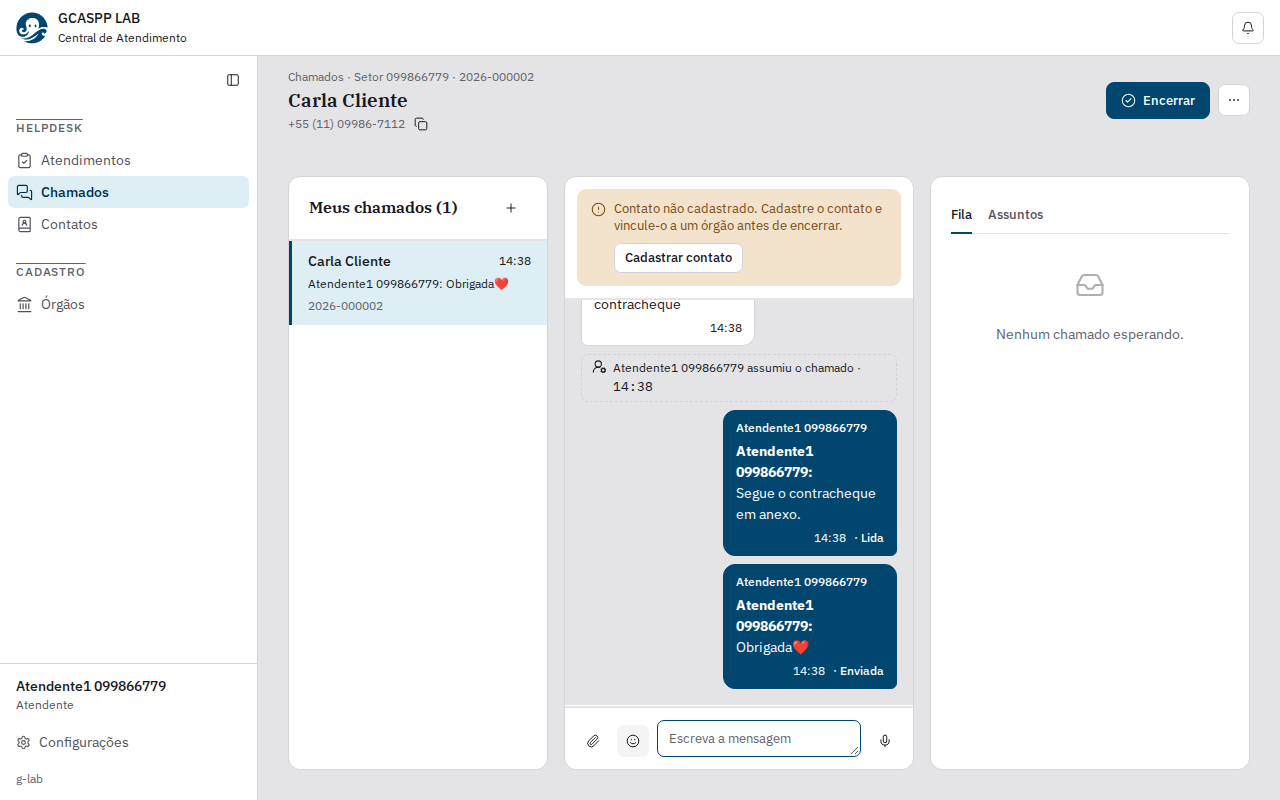 GCASPP LAB
Central de Atendimento
HELPDESK
Atendimentos
Chamados
Contatos
CADASTRO
Órgãos
Atendente1 099866779
Atendente
Configurações
g-lab
Chamados · Setor 099866779 · 2026-000002
Carla Cliente
+55 (11) 09986-7112
Encerrar
Meus chamados (1)
Carla Cliente
14:38
Atendente1 099866779: Obrigada❤️
2026-000002
Contato não cadastrado. Cadastre o contato e
vincule-o a um órgão antes de encerrar.
Cadastrar contato
contracheque
14:38
Atendente1 099866779 assumiu o chamado ·
14:38
Atendente1 099866779
Atendente1
099866779:
Segue o contracheque
em anexo.
14:38 · Lida
Atendente1 099866779
Atendente1
099866779:
Obrigada❤️
14:38 · Enviada
Escreva a mensagem
Fila
Assuntos
Nenhum chamado esperando.